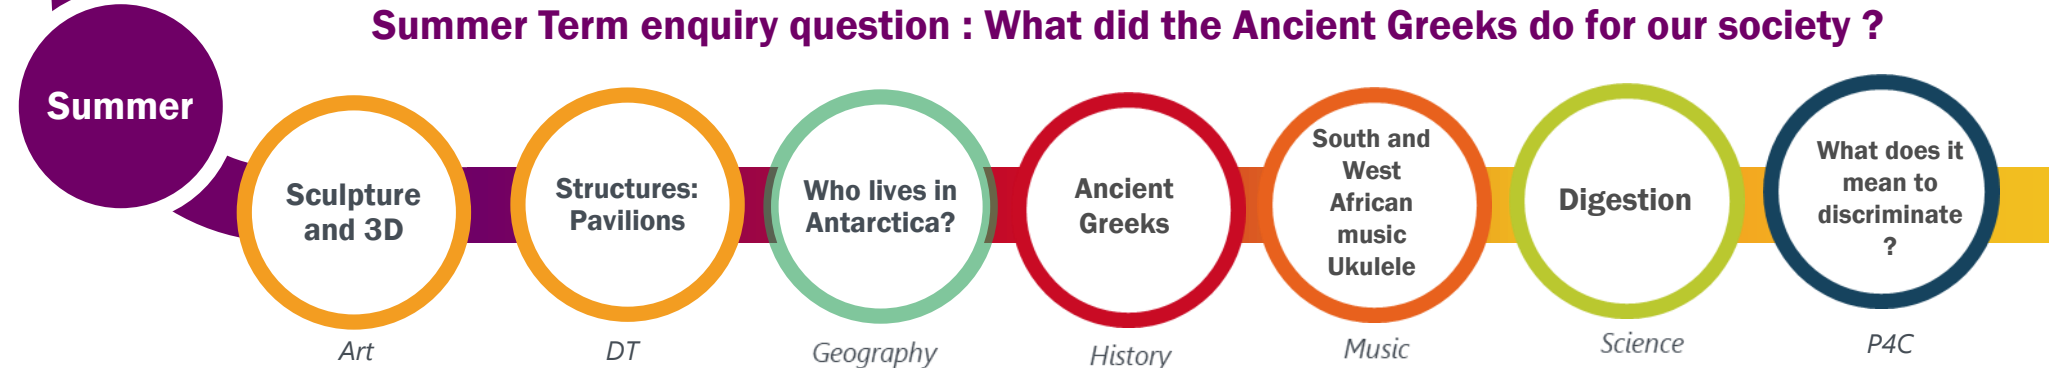 Summer Term enquiry question : What did the Ancient Greeks do for our society ?
Summer
Sculpture
and 3D
Art
Structures:
Pavilions
DT
Who lives in
Antarctica?
Geography
Ancient
Greeks
History
South and
West
African
music
Ukulele
Music
Digestion
Science
What does it
mean to
discriminate
?
P4C